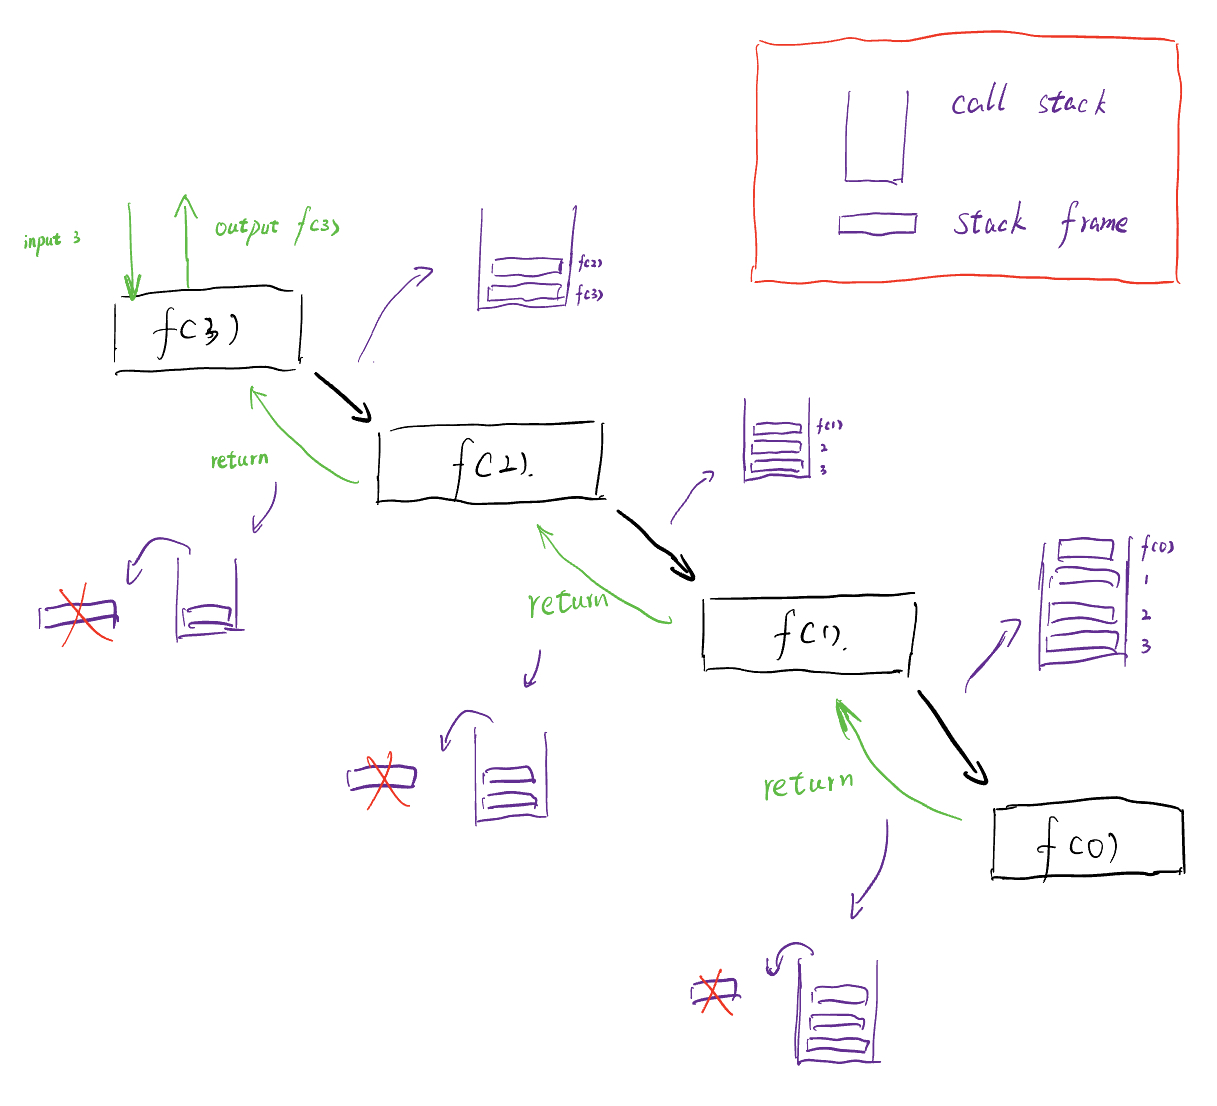 call stack
stack frame
input 3
output f(3)
f(2)
f(3)
f(3)
return
f(2).
f(1)
2
3
return
f(1).
f(0)
1
2
3
return
f(0)